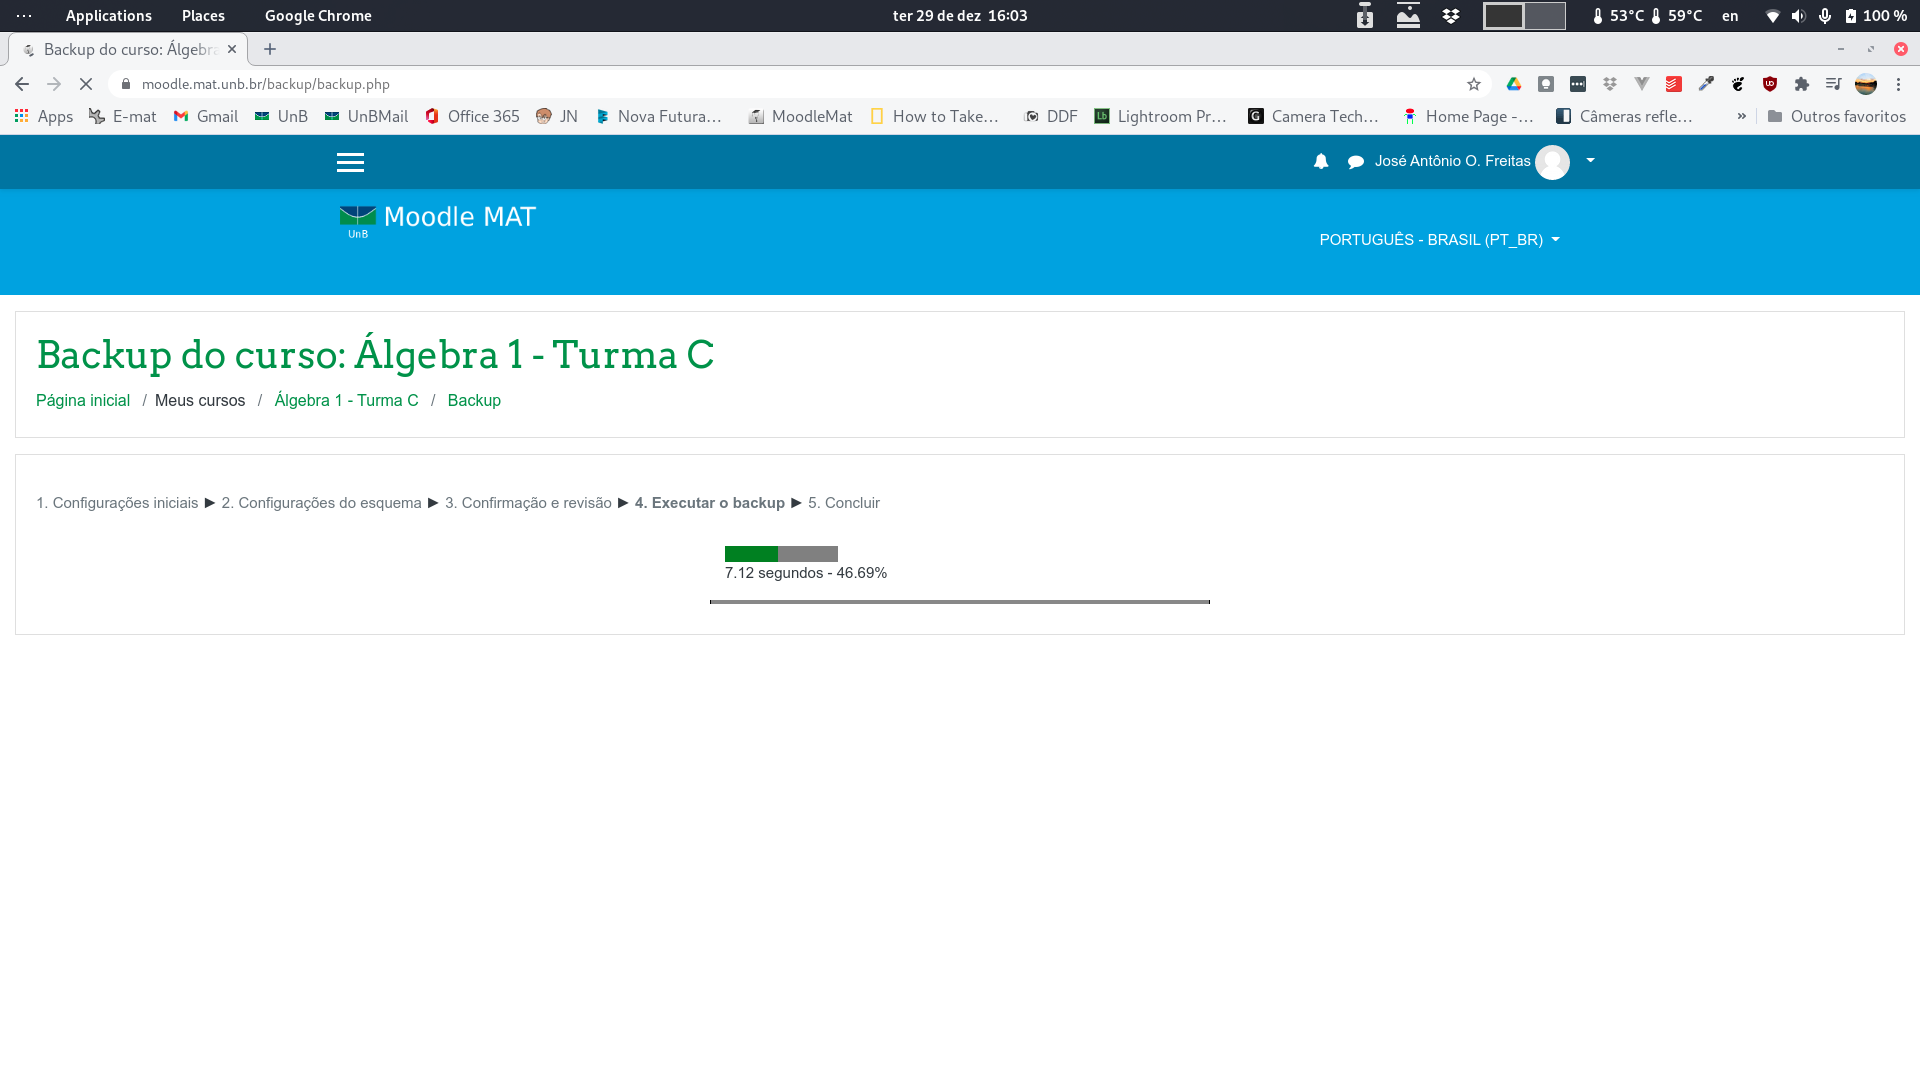 Applications Places Google Chrome ter 29 de dez 16:03 53°C 59°C en 100 %
Backup do curso: Álgebra
moodle.mat.unb.br/backup/backup.php
Apps E-mat Gmail UnB UnBMail Office 365 JN Nova Futura... MoodleMat How to Take... DDF Lightroom Pr... Camera Tech... Home Page -... Câmeras refle... » Outros favoritos
José Antônio O. Freitas
UnB Moodle MAT
PORTUGUÊS - BRASIL (PT_BR)
Backup do curso: Álgebra 1 - Turma C
Página inicial / Meus cursos / Álgebra 1 - Turma C / Backup
1. Configurações iniciais ► 2. Configurações do esquema ► 3. Confirmação e revisão ► 4. Executar o backup ► 5. Concluir
7.12 segundos - 46.69%